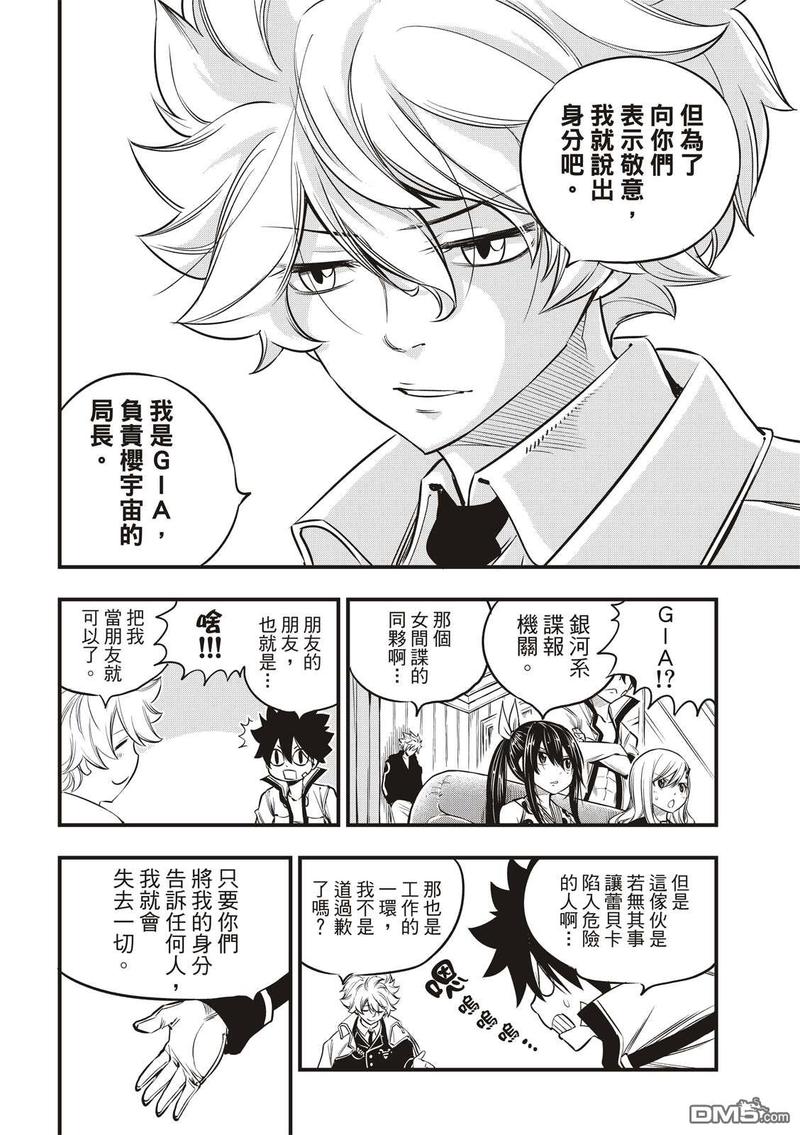 但為了
向你們
表示敬意，
我就說出
身分吧。
我是GIA，
負責櫻宇宙的
局長。
GIA!?
銀河系
諜報
機關。
那個
女間諜的
同夥啊…
朋友的
朋友，
也就是…
啥!!!
把我
當朋友就
可以了。
但是
這傢伙是
若無其事
讓蕾貝卡
陷入危險
的人啊…
嗯
嗚嗚嗚嗚…
那也是
工作的
一環，
我不是
道過歉
了嗎？
只要你們
將我的身分
告訴任何人，
我就會
失去一切。
DM5.com